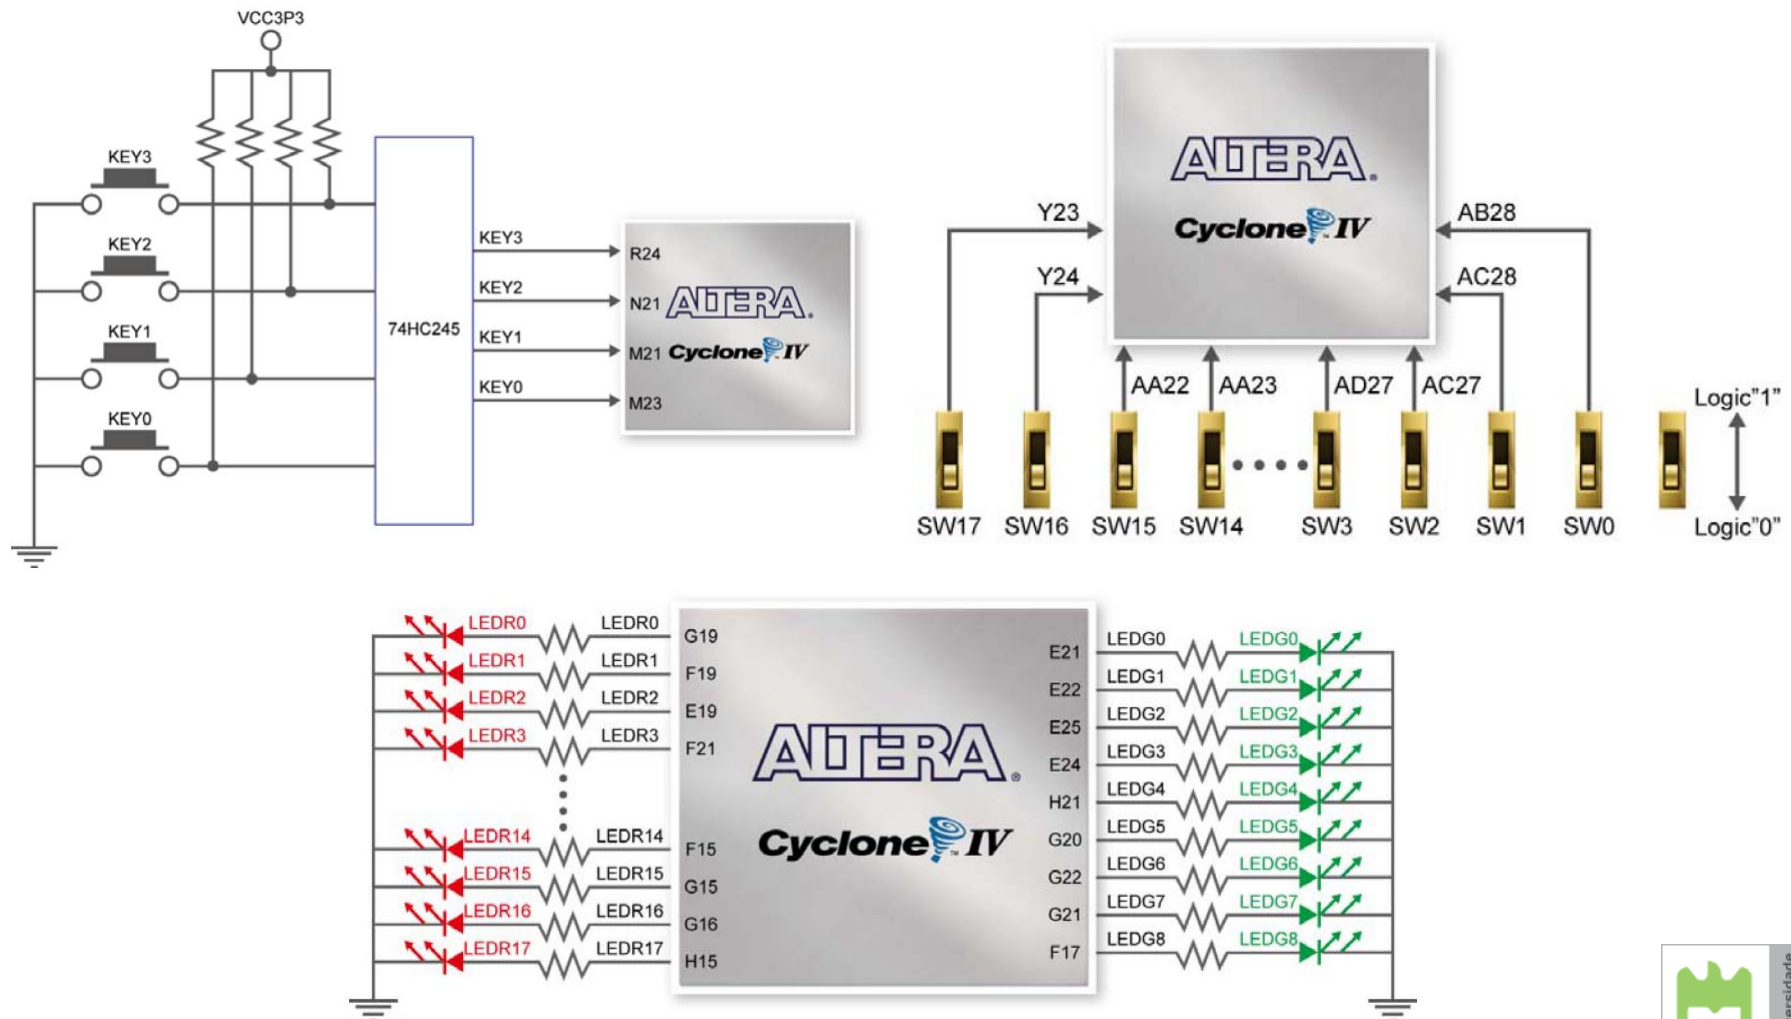 VCC3P3
KEY3
KEY2
KEY1
KEY0
74HC245
KEY3
KEY2
KEY1
KEY0
R24
N21
M21
M23
ALTERA®
Cyclone™ IV
ALTERA®
Cyclone™ IV
Y23
Y24
AB28
AC28
AA22
AA23
AD27
AC27
Logic"1"
Logic"0"
SW17
SW16
SW15
SW14
SW3
SW2
SW1
SW0
LEDR0 LEDR0 G19
LEDR1 LEDR1 F19
LEDR2 LEDR2 E19
LEDR3 LEDR3 F21
LEDR14 LEDR14 F15
LEDR15 LEDR15 G15
LEDR16 LEDR16 G16
LEDR17 LEDR17 H15
ALTERA®
Cyclone™ IV
E21 LEDG0 LEDG0
E22 LEDG1 LEDG1
E25 LEDG2 LEDG2
E24 LEDG3 LEDG3
H21 LEDG4 LEDG4
G20 LEDG5 LEDG5
G22 LEDG6 LEDG6
G21 LEDG7 LEDG7
F17 LEDG8 LEDG8